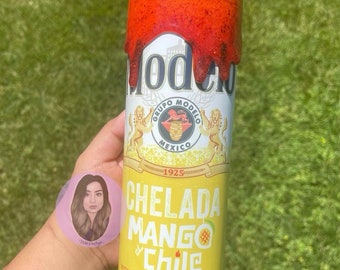 Modelo
GRUPO MODELO
MEXICO
1925
CHELADA
MANGO
y
Chile